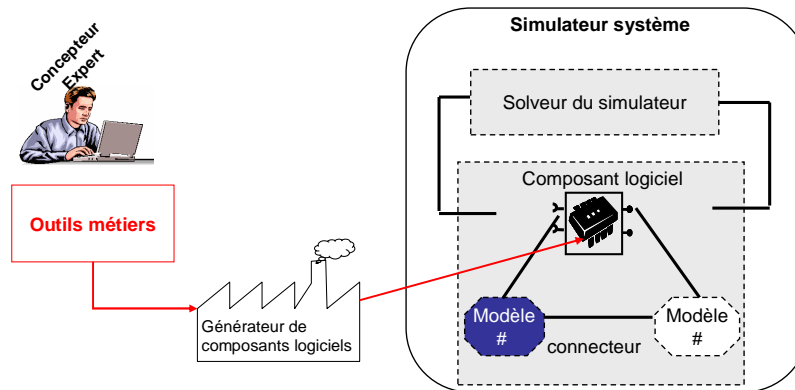 Concepteur
Expert
Outils métiers
Générateur de
composants logiciels
Simulateur système
Solveur du simulateur
Composant logiciel
Modèle
#
connecteur
Modèle
#